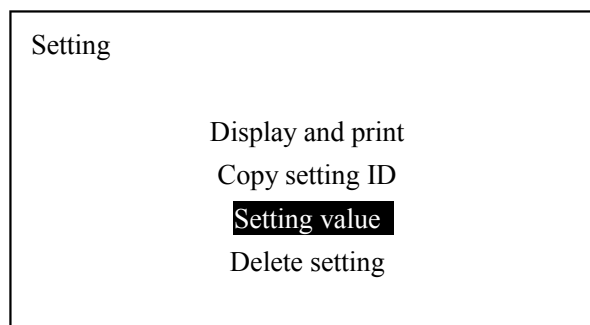 Setting
Display and print
Copy setting ID
Setting value
Delete setting